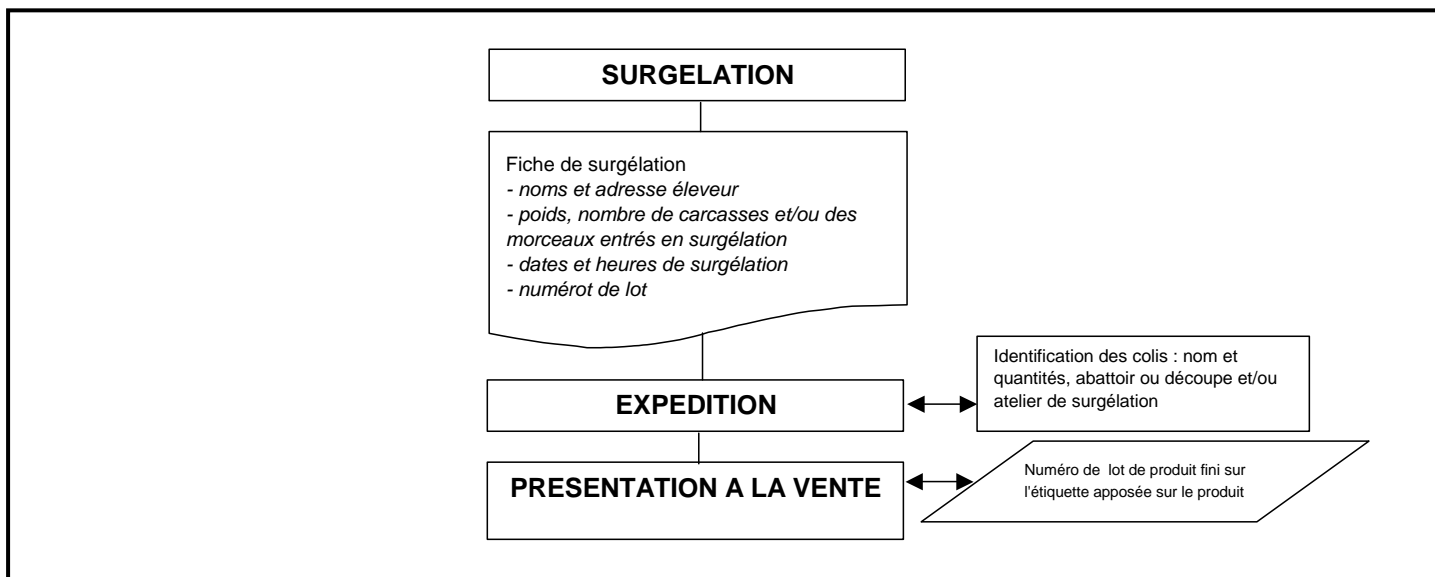 SURGELATION
Fiche de surgélation
- noms et adresse éleveur
- poids, nombre de carcasses et/ou des
morceaux entrés en surgélation
- dates et heures de surgélation
- numérot de lot
EXPEDITION
Identification des colis : nom et
quantités, abattoir ou découpe et/ou
atelier de surgélation
PRESENTATION A LA VENTE
Numéro de lot de produit fini sur
l'étiquette apposée sur le produit